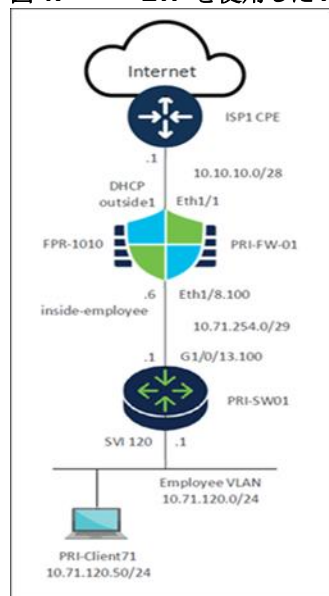 Internet
ISP1 CPE
.1
10.10.10.0/28
DHCP
outside1
Eth1/1
FPR-1010
PRI-FW-01
.6
Eth1/8.100
inside-employee
10.71.254.0/29
.1
G1/0/13.100
PRI-SW01
SVI 120
.1
Employee VLAN
10.71.120.0/24
PRI-Client71
10.71.120.50/24